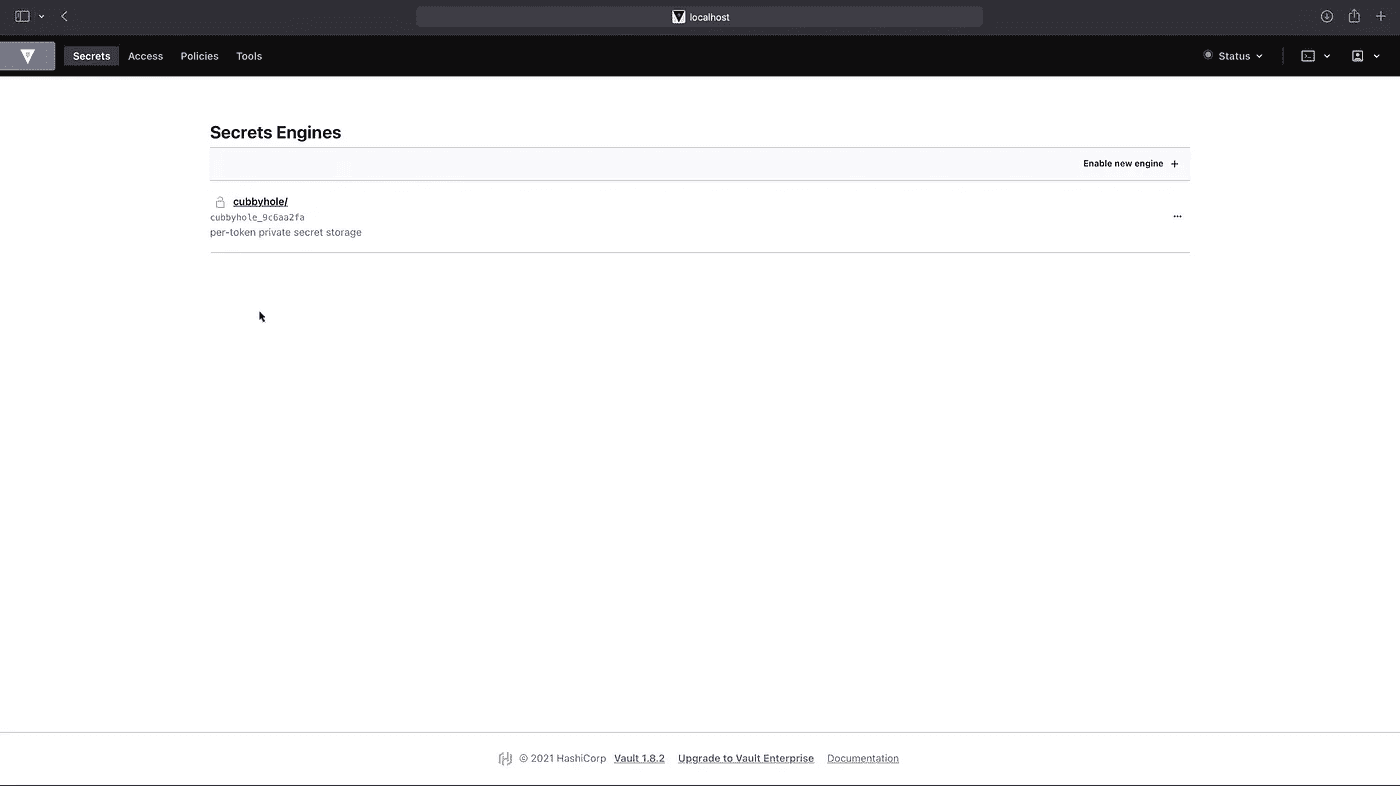 localhost
Secrets Access Policies Tools Status
Secrets Engines
Enable new engine
cubbyhole/
cubbyhole_9c6aa2fa
per-token private secret storage
© 2021 HashiCorp Vault 1.8.2 Upgrade to Vault Enterprise Documentation